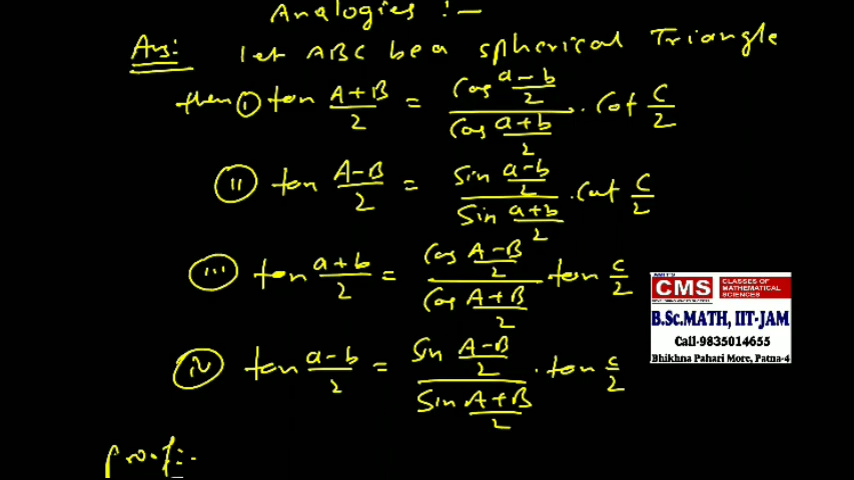 Analogies :—
Ans: let ABC be a spherical Triangle
then (i) tan (A+B)/2 = (cos (a-b)/2)/(cos (a+b)/2) . cot C/2
(ii) tan (A-B)/2 = (sin (a-b)/2)/(sin (a+b)/2) . cot C/2
(iii) tan (a+b)/2 = (cos (A-B)/2)/(cos (A+B)/2) tan c/2
(iv) tan (a-b)/2 = (sin (A-B)/2)/(sin (A+B)/2) . tan c/2
Proof:-
CMS CLASSES OF
MATHEMATICAL
SCIENCES
B.Sc.MATH, IIT-JAM
Call-9835014655
Bhikhna Pahari More, Patna-4